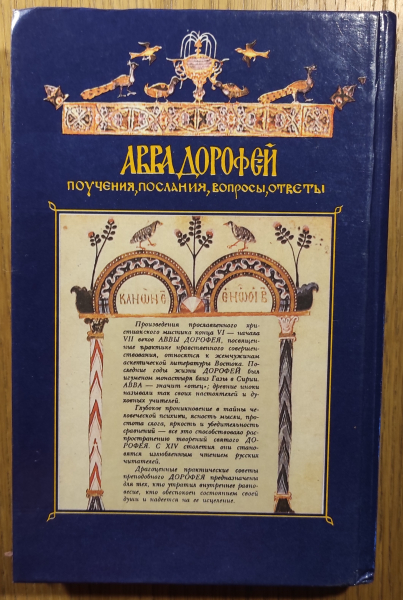 АВВА ДОРОФЕЙ
ПОУЧЕНИЯ, ПОСЛАНИЯ, ВОПРОСЫ, ОТВЕТЫ
Произведения прославленного хри-
стианского мистика конца VI — начала
VII веков АВВЫ ДОРОФЕЯ, посвящен-
ные практике нравственного совершен-
ствования, относятся к жемчужинам
аскетической литературы Востока. По-
следние годы жизни ДОРОФЕЙ был
игуменом монастыря близ Газы в Сирии.
АВВА — значит «отец»; древние иноки
называли так своих настоятелей и ду-
ховных учителей.
Глубокое проникновение в тайны че-
ловеческой психики, ясность мысли, про-
стота слога, яркость и убедительность
сравнений — все это способствовало рас-
пространению творений святого ДО-
РОФЕЯ. С XIV столетия они стано-
вятся излюбленным чтением русских
читателей.
Драгоценные практические советы
преподобного ДОРОФЕЯ предназначены
для тех, кто утратил внутреннее равно-
весие, кто обеспокоен состоянием своей
души и надеется на ее исцеление.